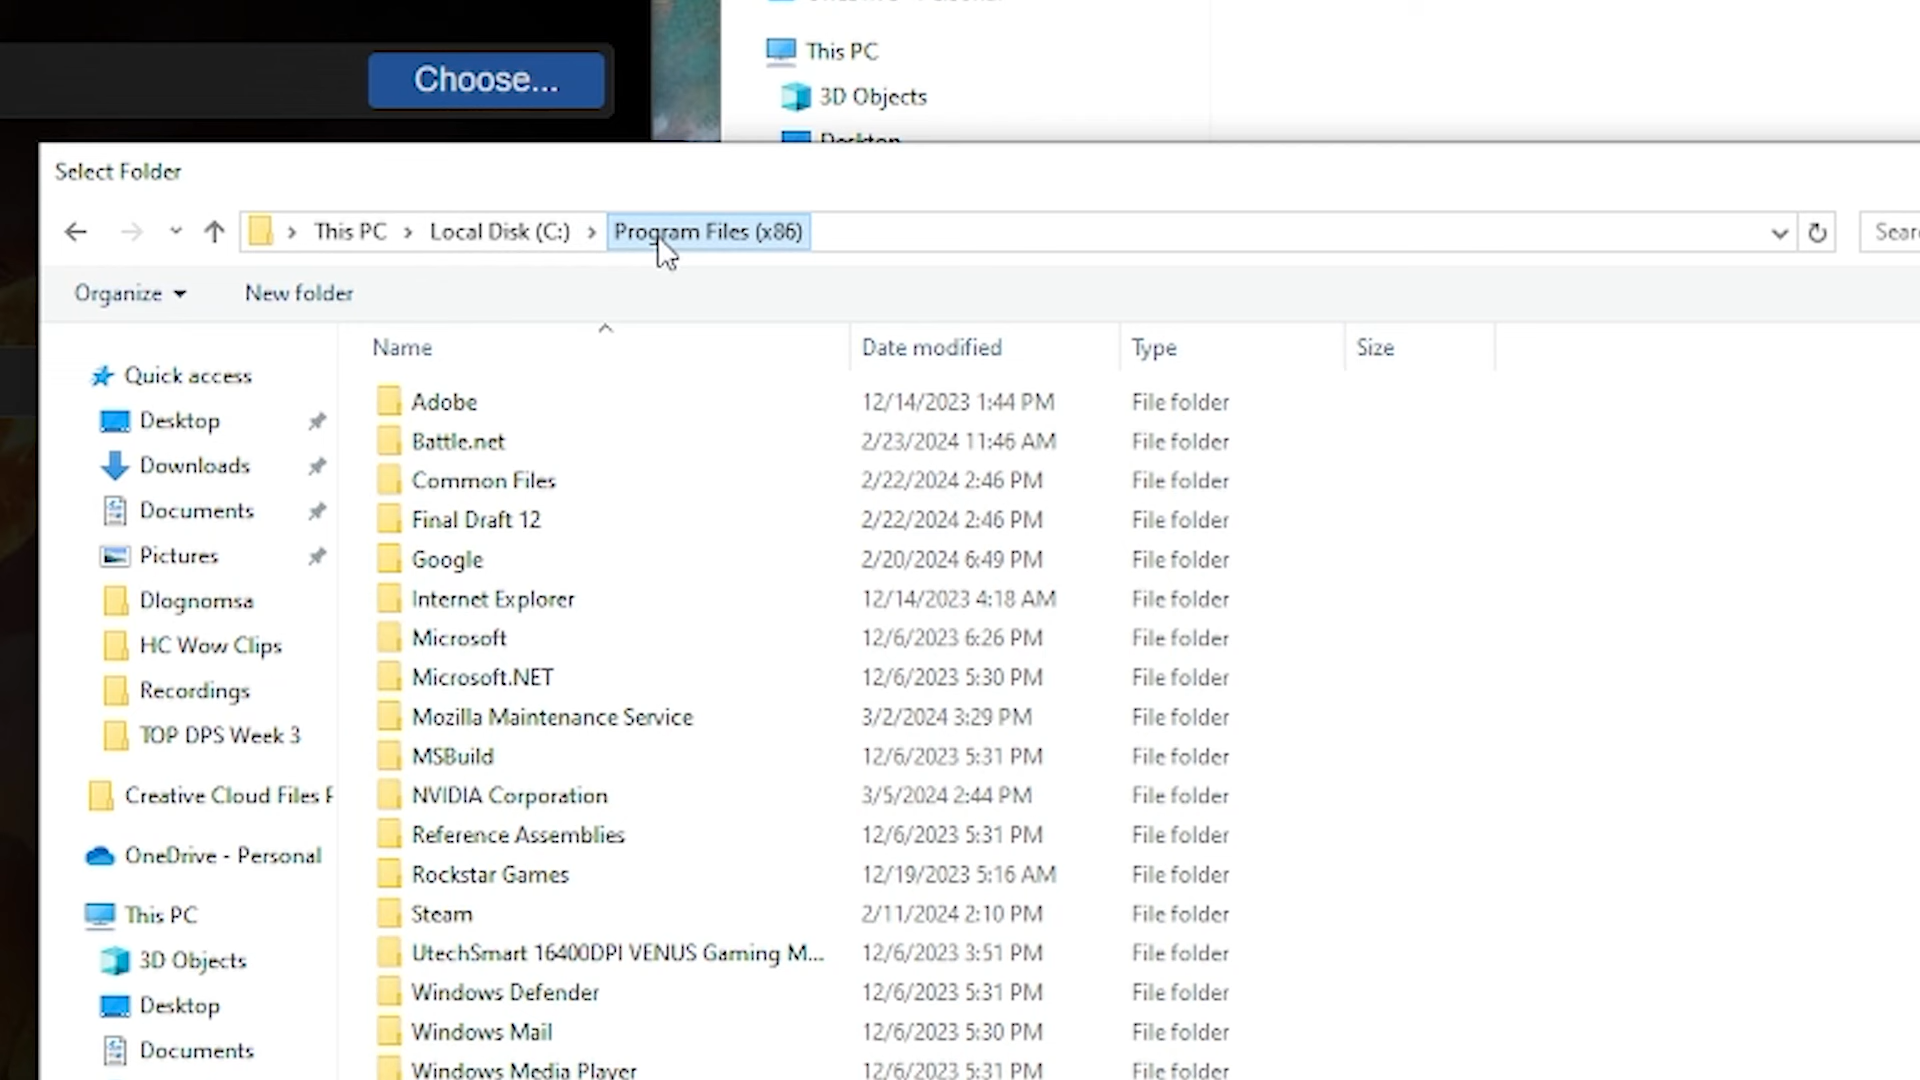 Choose...
This PC
3D Objects
Desktop
Select Folder
This PC > Local Disk (C:) > Program Files (x86)
Organize
New folder
Name
Date modified
Type
Size
Quick access
Desktop
Downloads
Documents
Pictures
Dlognomsa
HC Wow Clips
Recordings
TOP DPS Week 3
Creative Cloud Files
OneDrive - Personal
This PC
3D Objects
Desktop
Documents
Adobe 12/14/2023 1:44 PM File folder
Battle.net 2/23/2024 11:46 AM File folder
Common Files 2/22/2024 2:46 PM File folder
Final Draft 12 2/22/2024 2:46 PM File folder
Google 2/20/2024 6:49 PM File folder
Internet Explorer 12/14/2023 4:18 AM File folder
Microsoft 12/6/2023 6:26 PM File folder
Microsoft.NET 12/6/2023 5:30 PM File folder
Mozilla Maintenance Service 3/2/2024 3:29 PM File folder
MSBuild 12/6/2023 5:31 PM File folder
NVIDIA Corporation 3/5/2024 2:44 PM File folder
Reference Assemblies 12/6/2023 5:31 PM File folder
Rockstar Games 12/19/2023 5:16 AM File folder
Steam 2/11/2024 2:10 PM File folder
UtechSmart 16400DPI VENUS Gaming M... 12/6/2023 3:51 PM File folder
Windows Defender 12/6/2023 5:31 PM File folder
Windows Mail 12/6/2023 5:30 PM File folder
Windows Media Player 12/6/2023 5:31 PM File folder